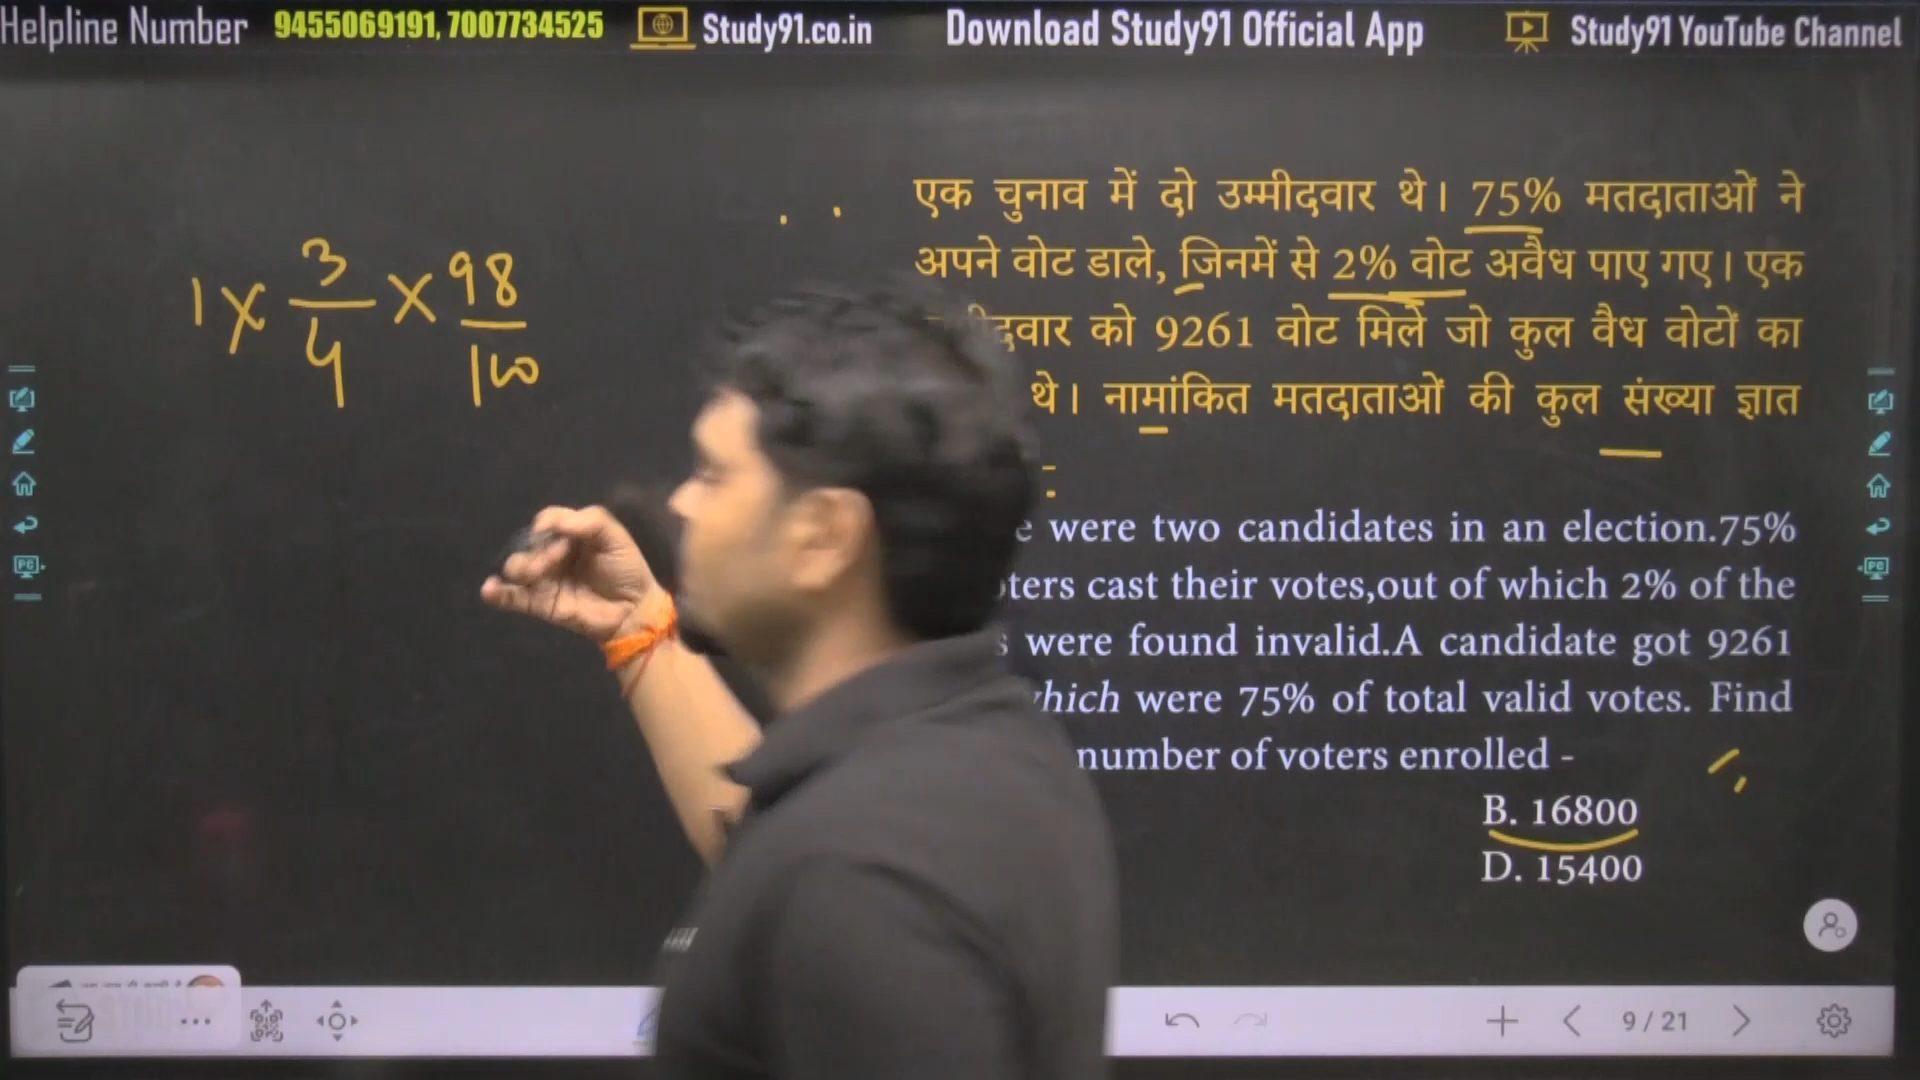 Helpline Number 9455069191, 7007734525 Study91.co.in Download Study91 Official App Study91 YouTube Channel
1 × 3/4 × 98/100
एक चुनाव में दो उम्मीदवार थे। 75% मतदाताओं ने
अपने वोट डाले, जिनमें से 2% वोट अवैध पाए गए। एक
को 9261 वोट मिले जो कुल वैध वोटों का
थे। नामांकित मतदाताओं की कुल संख्या ज्ञात
were two candidates in an election.75%
cast their votes,out of which 2% of the
were found invalid.A candidate got 9261
which were 75% of total valid votes. Find
number of voters enrolled -
B. 16800
D. 15400
9 / 21